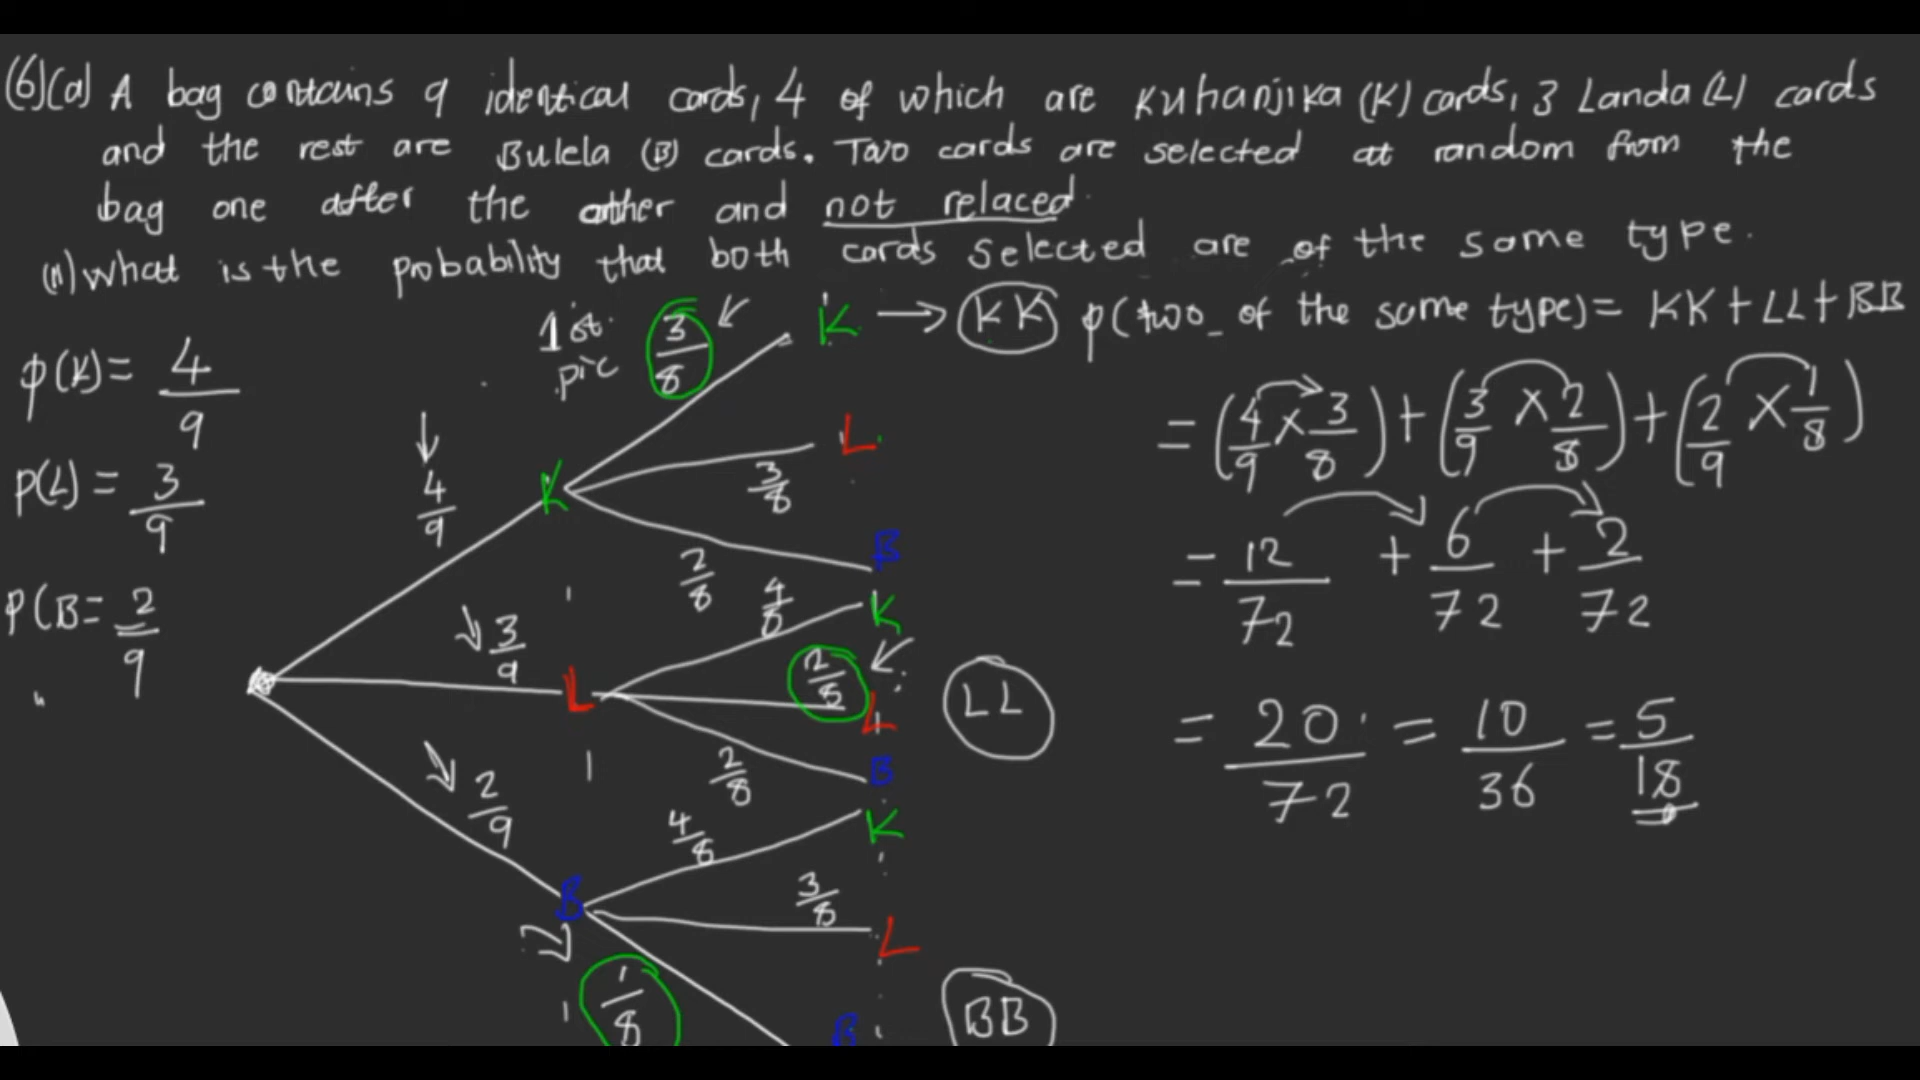 (6)(a) A bag contains 9 identical cards, 4 of which are Kuhanjika (K) cards, 3 Landa (L) cards
and the rest are Bulela (B) cards. Two cards are selected at random from the
bag one after the other and not relaced.
(ii) What is the probability that both cards selected are of the same type.
1st pic
3/8
K → KK
P(two of the same type) = KK + LL + BB
P(K) = 4/9
= (4/9 × 3/8) + (3/9 × 2/8) + (2/9 × 1/8)
4/9
K
3/8
L
P(L) = 3/9
2/8
B
= 12/72 + 6/72 + 2/72
P(B = 2/9
3/9
L
4/8
K
2/8
L
LL
2/8
B
= 20/72 = 10/36 = 5/18
2/9
B
4/8
K
3/8
L
1/8
B
BB